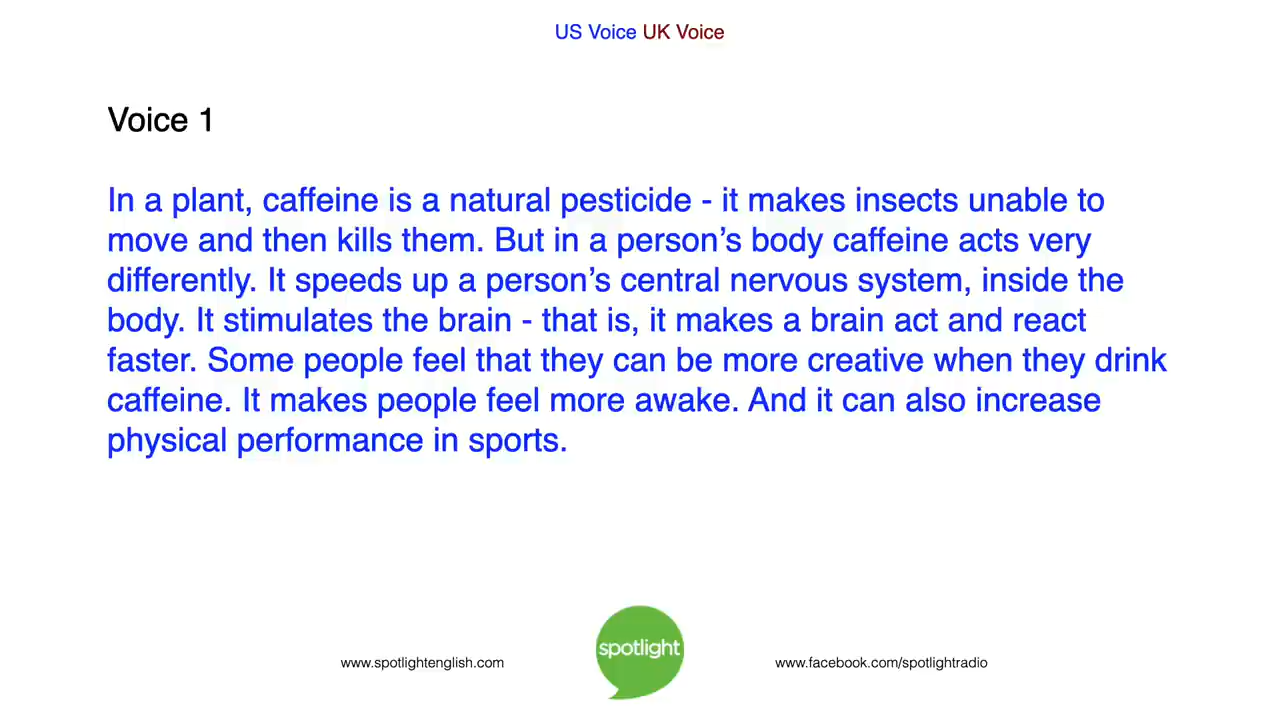 US Voice UK Voice
Voice 1
In a plant, caffeine is a natural pesticide - it makes insects unable to
move and then kills them. But in a person’s body caffeine acts very
differently. It speeds up a person’s central nervous system, inside the
body. It stimulates the brain - that is, it makes a brain act and react
faster. Some people feel that they can be more creative when they drink
caffeine. It makes people feel more awake. And it can also increase
physical performance in sports.
spotlight
www.spotlightenglish.com
www.facebook.com/spotlightradio